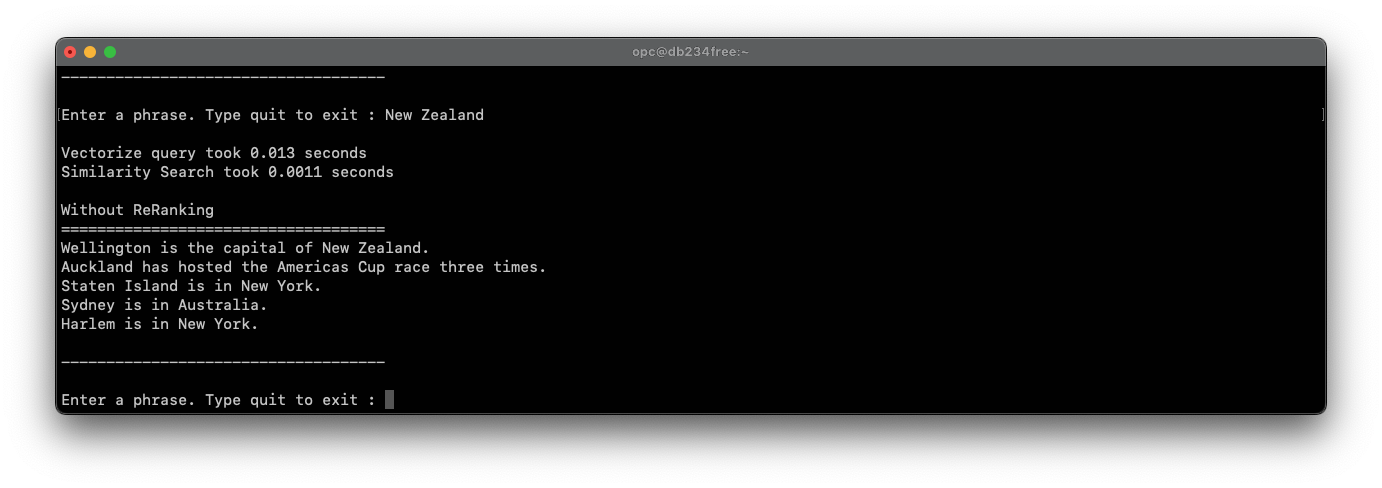 opc@db234free:~
------------------------------------
Enter a phrase. Type quit to exit : New Zealand
Vectorize query took 0.013 seconds
Similarity Search took 0.0011 seconds
Without ReRanking
====================================
Wellington is the capital of New Zealand.
Auckland has hosted the Americas Cup race three times.
Staten Island is in New York.
Sydney is in Australia.
Harlem is in New York.
------------------------------------
Enter a phrase. Type quit to exit :